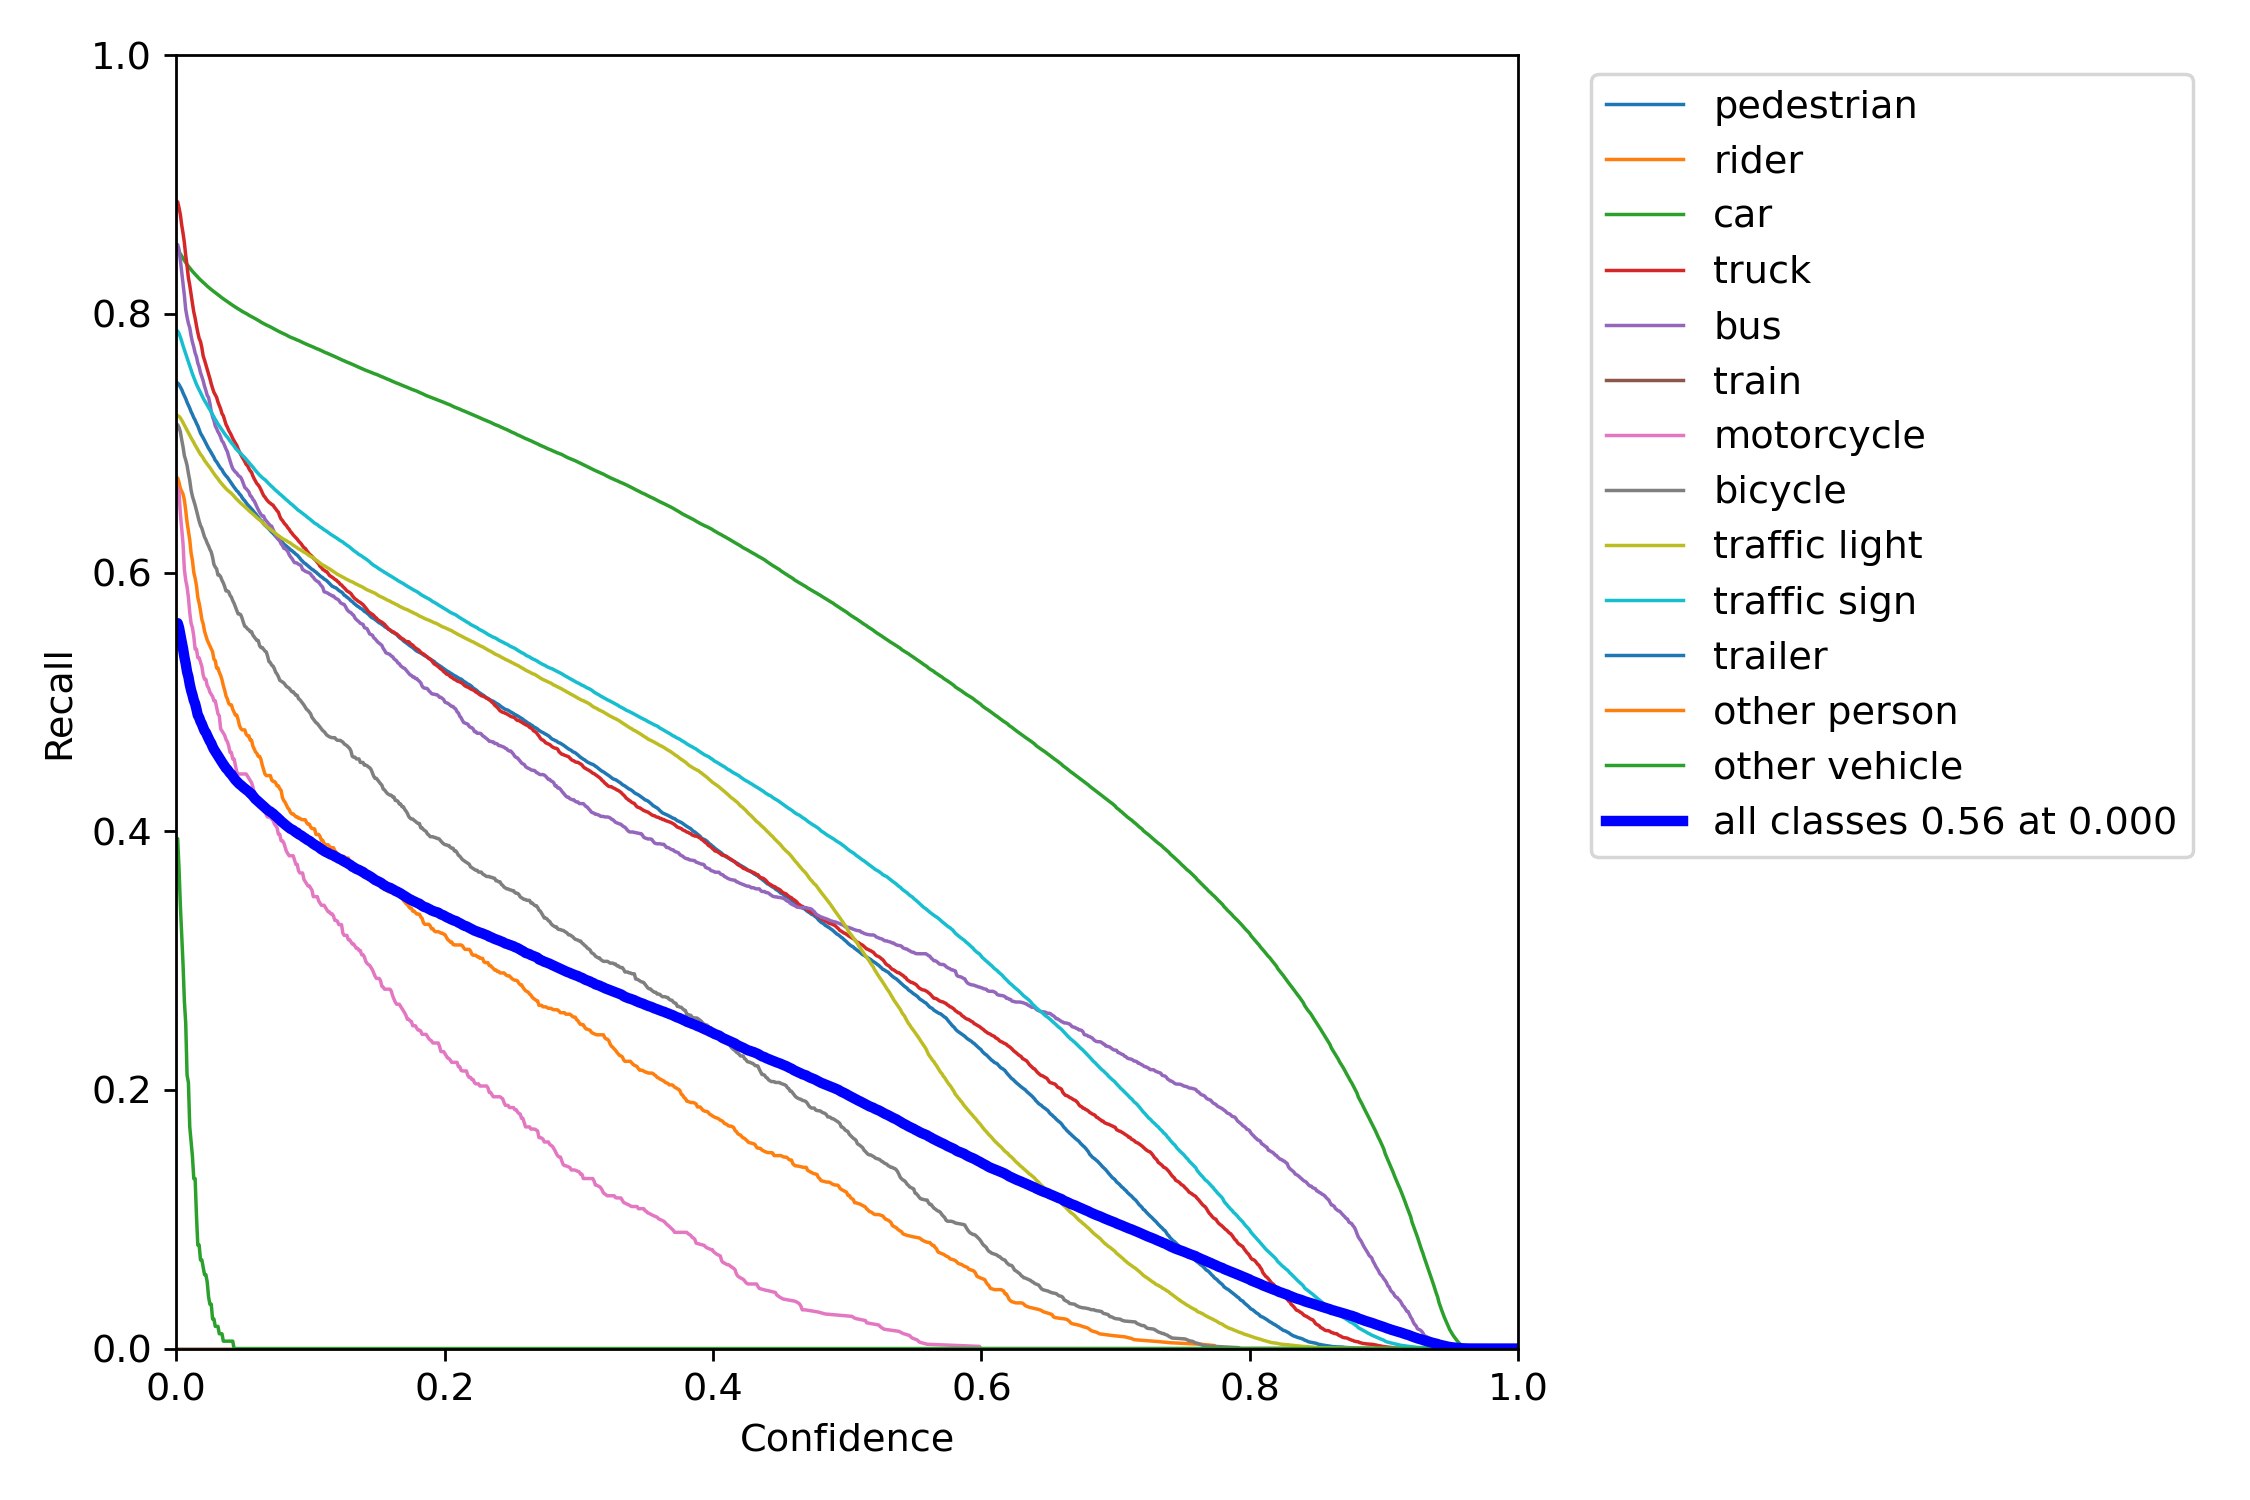 1.0
0.8
0.6
0.4
0.2
0.0
Recall
0.0 0.2 0.4 0.6 0.8 1.0
Confidence
pedestrian
rider
car
truck
bus
train
motorcycle
bicycle
traffic light
traffic sign
trailer
other person
other vehicle
all classes 0.56 at 0.000